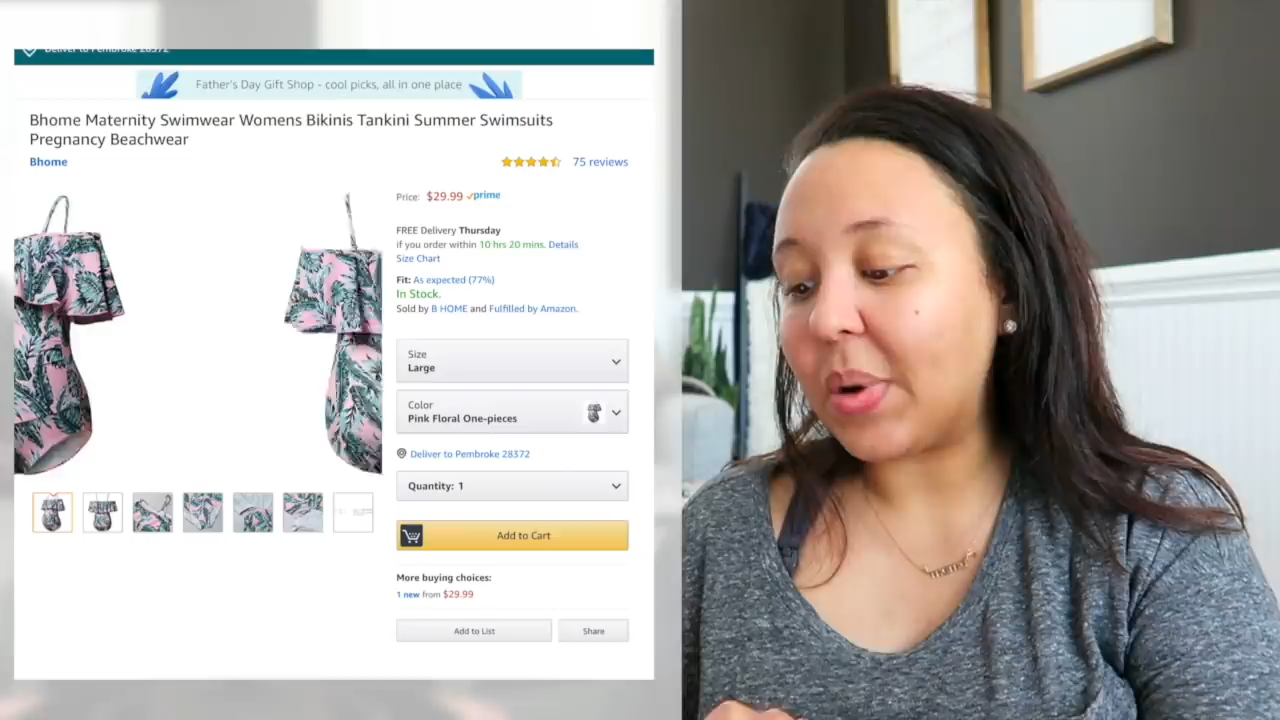 Deliver to Pembroke 28372
Father's Day Gift Shop - cool picks, all in one place
Bhome Maternity Swimwear Womens Bikinis Tankini Summer Swimsuits
Pregnancy Beachwear
Bhome
75 reviews
Price: $29.99 prime
FREE Delivery Thursday
if you order within 10 hrs 20 mins. Details
Size Chart
Fit: As expected (77%)
In Stock.
Sold by B HOME and Fulfilled by Amazon.
Size
Large
Color
Pink Floral One-pieces
Deliver to Pembroke 28372
Quantity: 1
Add to Cart
More buying choices:
1 new from $29.99
Add to List
Share